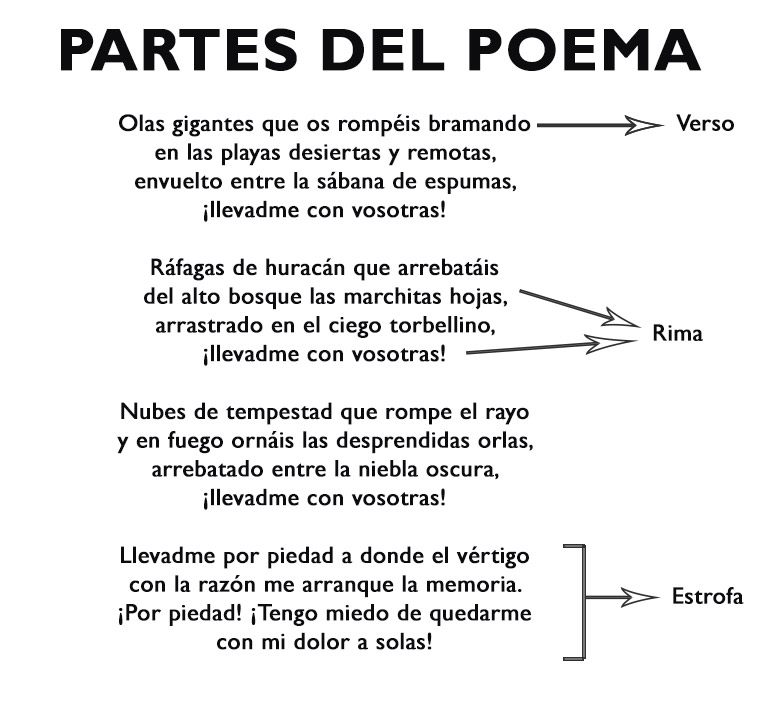 PARTES DEL POEMA
Olas gigantes que os rompéis bramando
Verso
en las playas desiertas y remotas,
envuelto entre la sábana de espumas,
¡llevadme con vosotras!
Ráfagas de huracán que arrebatáis
del alto bosque las marchitas hojas,
arrastrado en el ciego torbellino,
Rima
¡llevadme con vosotras!
Nubes de tempestad que rompe el rayo
y en fuego ornáis las desprendidas orlas,
arrebatado entre la niebla oscura,
¡llevadme con vosotras!
Llevadme por piedad a donde el vértigo
con la razón me arranque la memoria.
Estrofa
¡Por piedad! ¡Tengo miedo de quedarme
con mi dolor a solas!